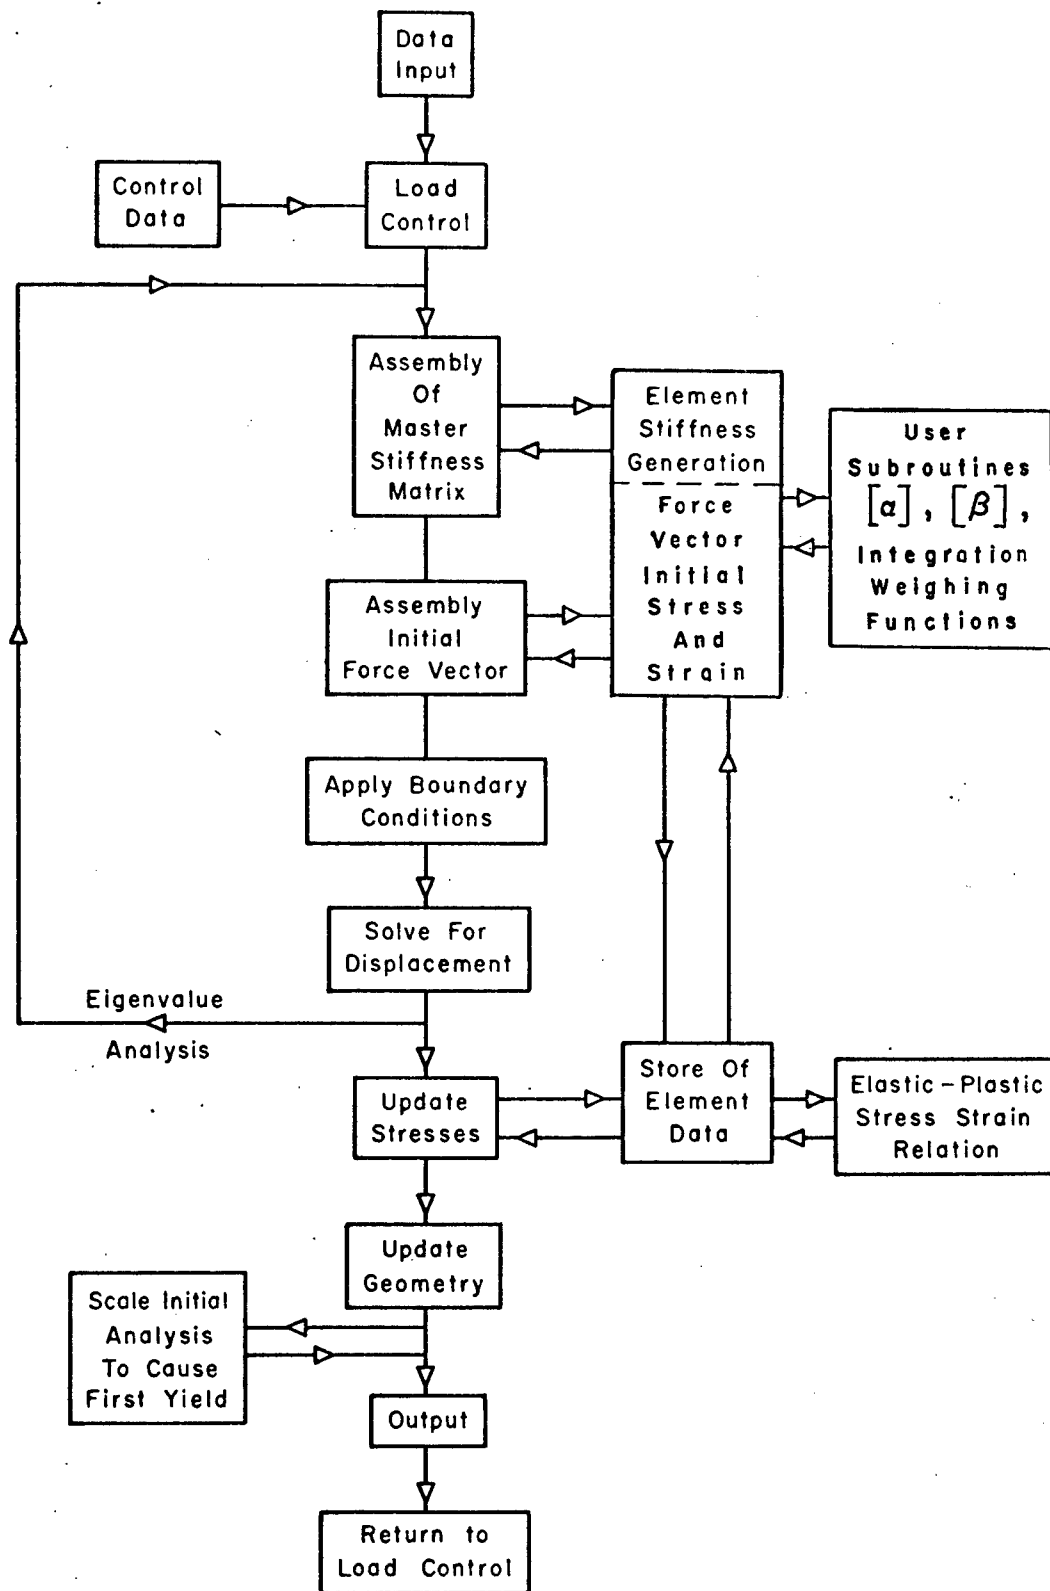 Data
Input
Control
Data
Load
Control
Assembly
Of
Master
Stiffness
Matrix
Element
Stiffness
Generation
Force
Vector
Initial
Stress
And
Strain
User
Subroutines
[α], [β],
Integration
Weighing
Functions
Assembly
Initial
Force Vector
Apply Boundary
Conditions
Solve For
Displacement
Eigenvalue
Analysis
Update
Stresses
Store Of
Element
Data
Elastic-Plastic
Stress Strain
Relation
Update
Geometry
Scale Initial
Analysis
To Cause
First Yield
Output
Return to
Load Control